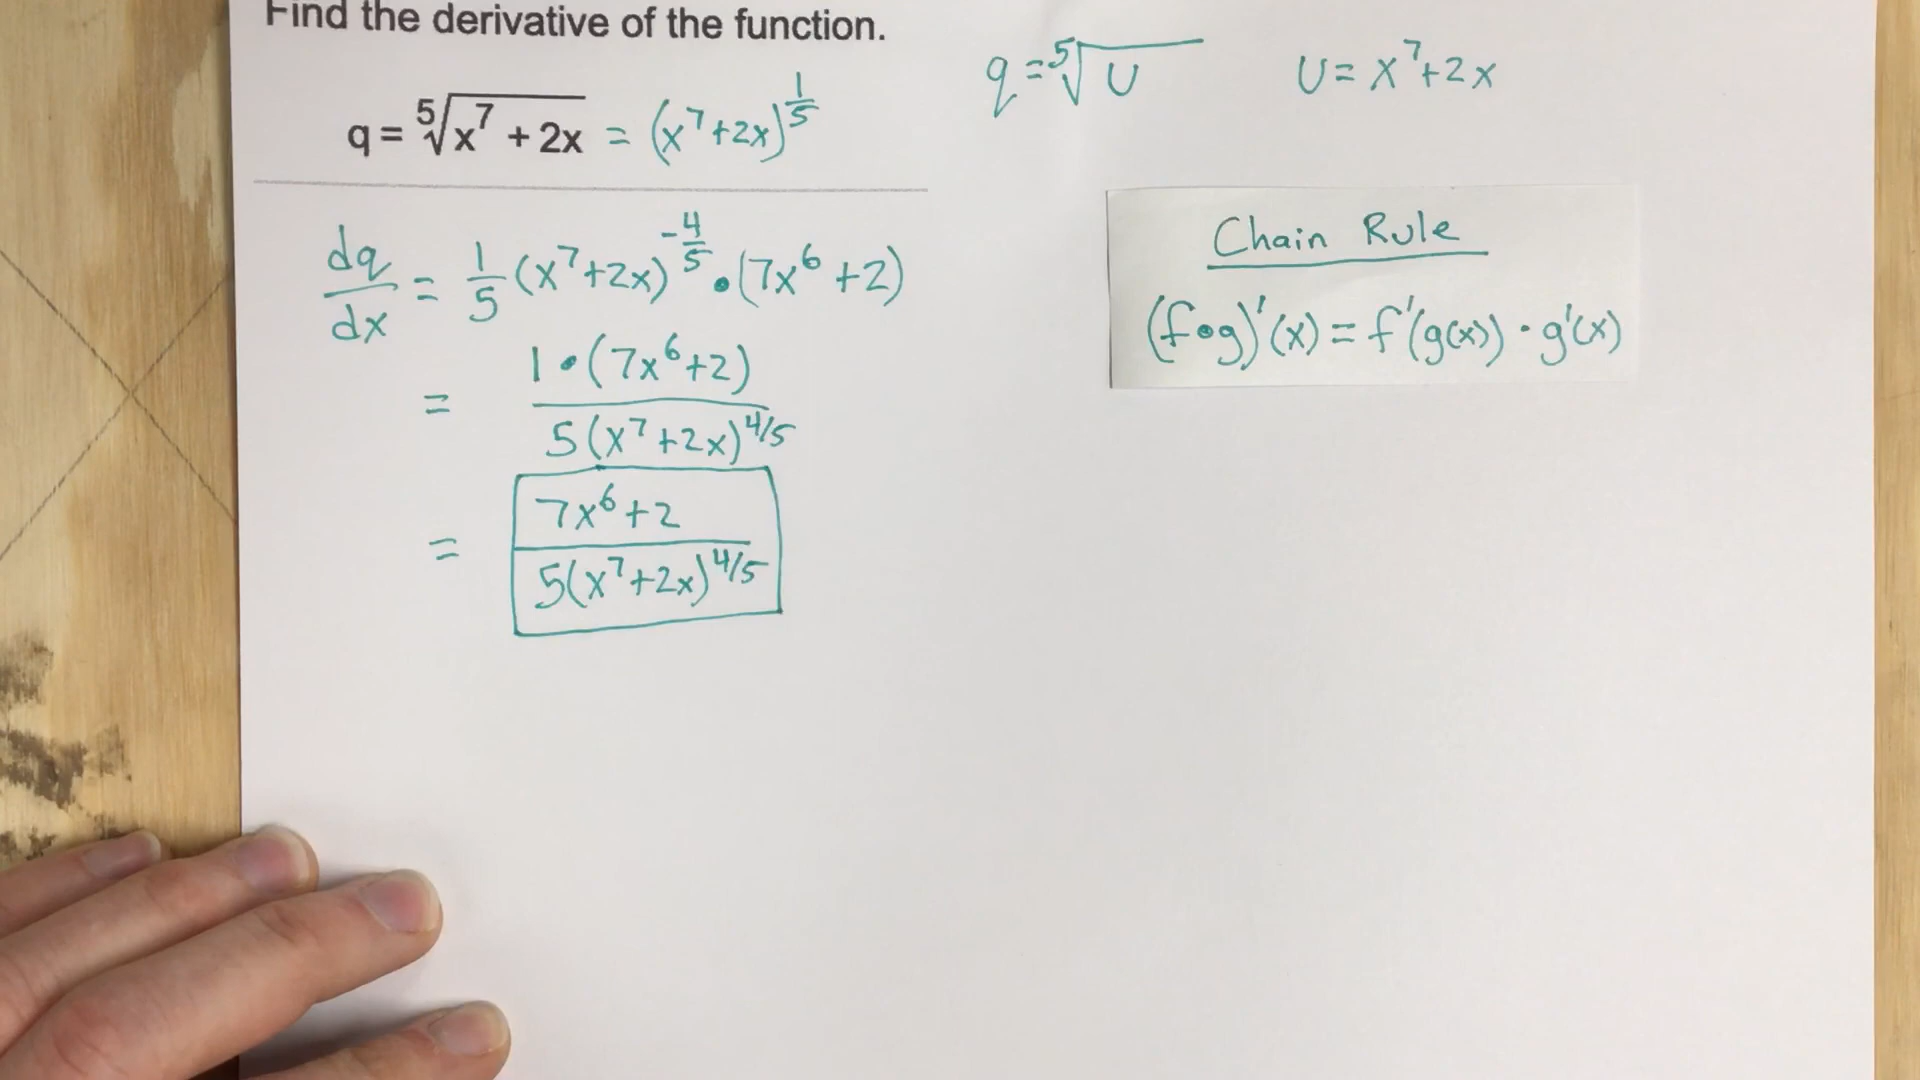 Find the derivative of the function.
q = ⁵√(x⁷ + 2x) = (x⁷+2x)^(1/5)
q = ⁵√U
U = x⁷+2x
dq/dx = 1/5 (x⁷+2x)^(-4/5) • (7x⁶+2)
= 1•(7x⁶+2) / 5(x⁷+2x)^(4/5)
= 7x⁶+2 / 5(x⁷+2x)^(4/5)
Chain Rule
(f∘g)'(x) = f'(g(x)) · g'(x)